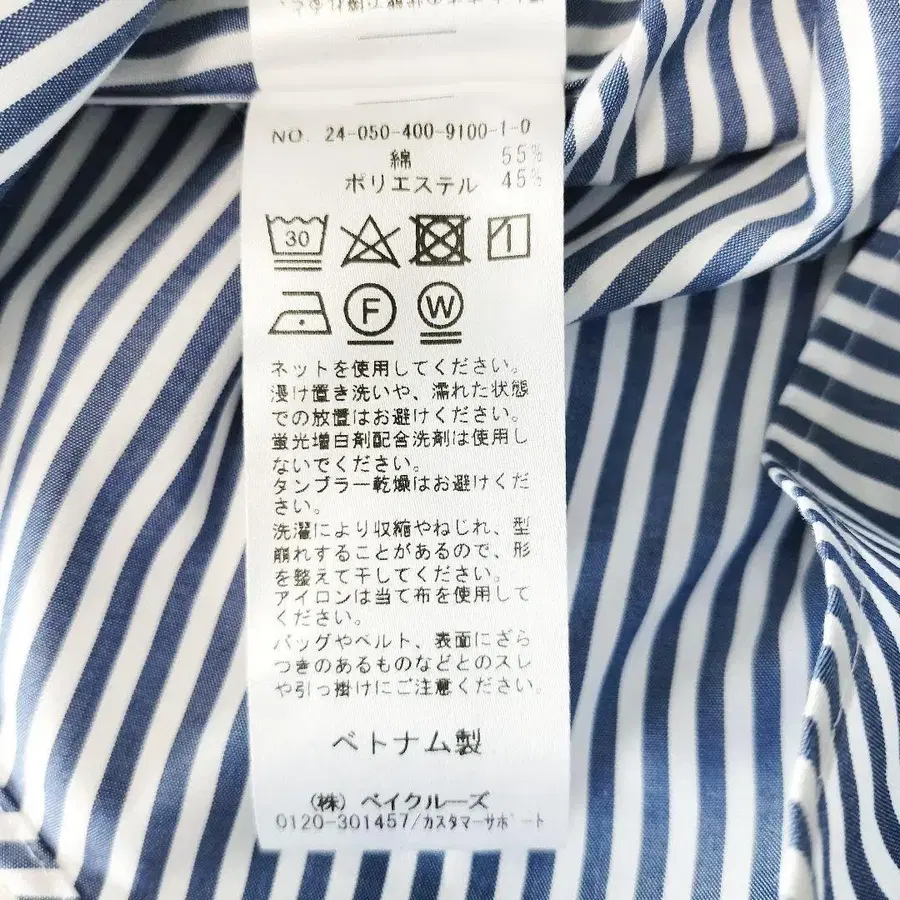 NO. 24-050-400-9100-1-0
綿 55%
ポリエステル 45%
30
F
W
ネットを使用してください。
浸け置き洗いや、濡れた状態
での放置はお避けください。
蛍光増白剤配合洗剤は使用し
ないでください。
タンブラー乾燥はお避けくだ
さい。
洗濯により収縮やねじれ、型
崩れすることがあるので、形
を整えて干してください。
アイロンは当て布を使用して
ください。
バッグやベルト、表面にざら
つきのあるものなどとのスレ
や引っ掛けにご注意ください。
ベトナム製
（株）ベイクルーズ
0120-301457/カスタマーサポート